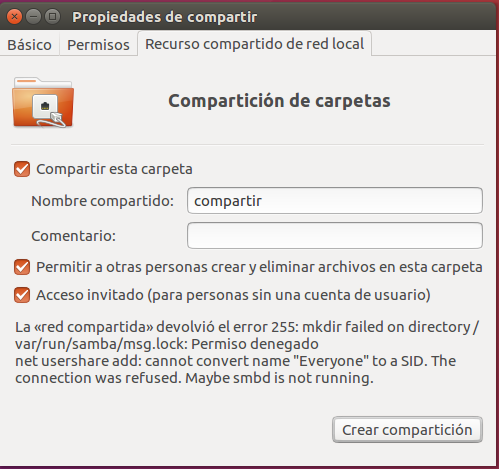 Propiedades de compartir
Básico Permisos Recurso compartido de red local
Compartición de carpetas
Compartir esta carpeta
Nombre compartido: compartir
Comentario:
Permitir a otras personas crear y eliminar archivos en esta carpeta
Acceso invitado (para personas sin una cuenta de usuario)
La «red compartida» devolvió el error 255: mkdir failed on directory /
var/run/samba/msg.lock: Permiso denegado
net usershare add: cannot convert name "Everyone" to a SID. The
connection was refused. Maybe smbd is not running.
Crear compartición